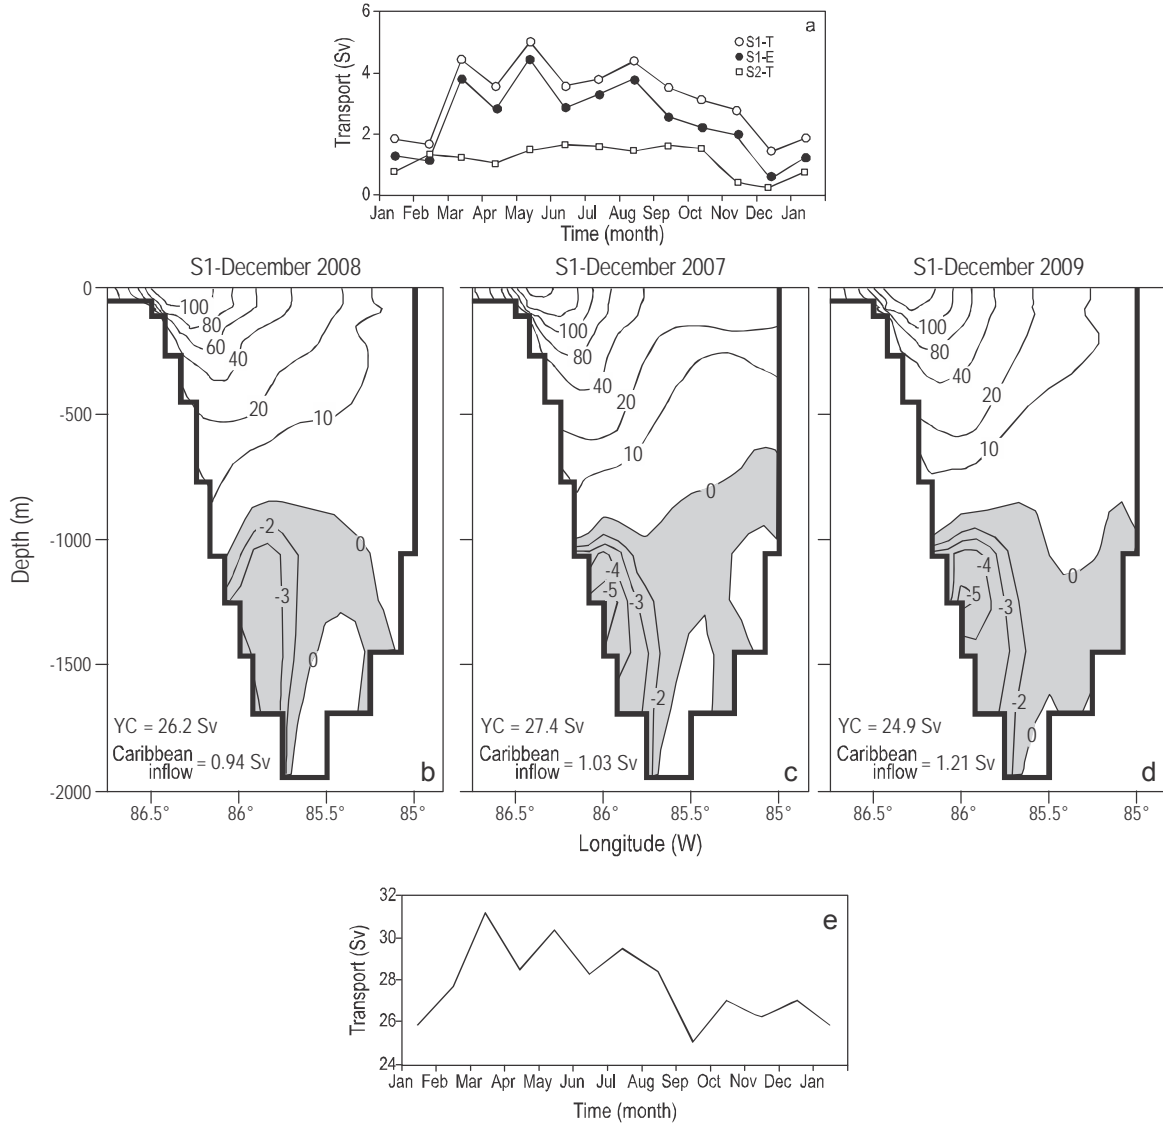 6
4
2
0
Transport (Sv)
a
S1-T
S1-E
S2-T
Jan Feb Mar Apr May Jun Jul Aug Sep Oct Nov Dec Jan
Time (month)
S1-December 2008
S1-December 2007
S1-December 2009
0
-500
-1000
-1500
-2000
Depth (m)
100
80
60
40
20
10
-2
0
-3
0
YC = 26.2 Sv
Caribbean
inflow = 0.94 Sv
b
86.5° 86° 85.5° 85°
100
80
40
20
10
0
-4
-5
-3
-2
YC = 27.4 Sv
Caribbean
inflow = 1.03 Sv
c
86.5° 86° 85.5° 85°
100
80
40
20
10
0
-4
-5
-3
-2
0
YC = 24.9 Sv
Caribbean
inflow = 1.21 Sv
d
86.5° 86° 85.5° 85°
Longitude (W)
32
30
28
26
24
Transport (Sv)
e
Jan Feb Mar Apr May Jun Jul Aug Sep Oct Nov Dec Jan
Time (month)